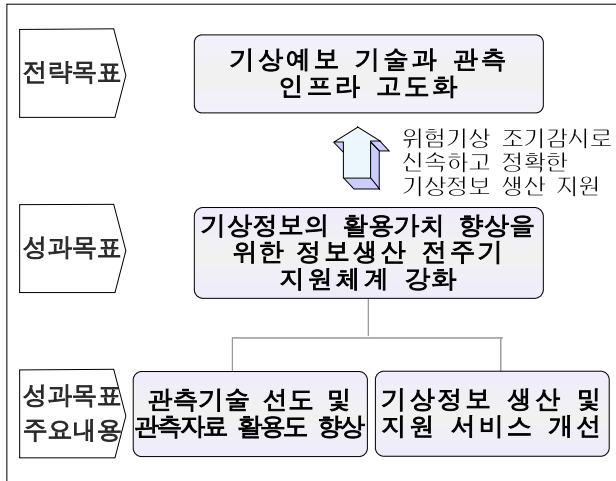 전략목표
기상예보 기술과 관측
인프라 고도화
위험기상 조기감시로
신속하고 정확한
기상정보 생산 지원
성과목표
기상정보의 활용가치 향상을
위한 정보생산 전주기
지원체계 강화
성과목표
주요내용
관측기술 선도 및
관측자료 활용도 향상
기상정보 생산 및
지원 서비스 개선